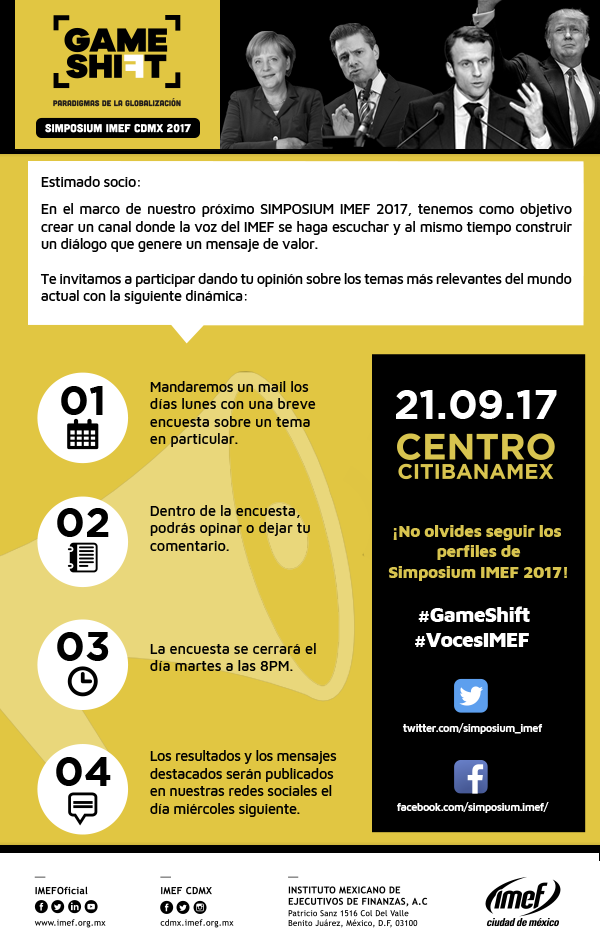 GAME
SHIFT
PARADIGMAS DE LA GLOBALIZACIÓN
SIMPOSIUM IMEF CDMX 2017
Estimado socio:
En el marco de nuestro próximo SIMPOSIUM IMEF 2017, tenemos como objetivo
crear un canal donde la voz del IMEF se haga escuchar y al mismo tiempo construir
un diálogo que genere un mensaje de valor.
Te invitamos a participar dando tu opinión sobre los temas más relevantes del mundo
actual con la siguiente dinámica:
01
Mandaremos un mail los
días lunes con una breve
encuesta sobre un tema
en particular.
02
Dentro de la encuesta,
podrás opinar o dejar tu
comentario.
03
La encuesta se cerrará el
día martes a las 8PM.
04
Los resultados y los mensajes
destacados serán publicados
en nuestras redes sociales el
día miércoles siguiente.
21.09.17
CENTRO
CITIBANAMEX
¡No olvides seguir los
perfiles de
Simposium IMEF 2017!
#GameShift
#VocesIMEF
twitter.com/simposium_imef
facebook.com/simposium.imef/
IMEFOficial
www.imef.org.mx
IMEF CDMX
cdmx.imef.org.mx
INSTITUTO MEXICANO DE
EJECUTIVOS DE FINANZAS, A.C
Patricio Sanz 1516 Col Del Valle
Benito Juárez, México, D.F, 03100
imef
ciudad de méxico